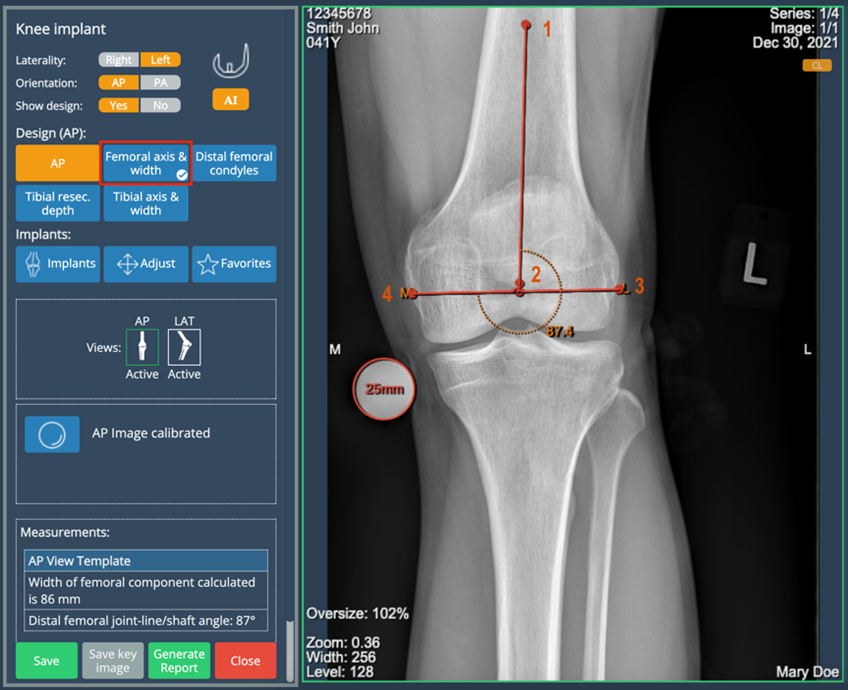 Knee implant
Laterality: Right Left
Orientation: AP PA
Show design: Yes No
AI
Design (AP):
AP
Femoral axis &
width
Distal femoral
condyles
Tibial resec.
depth
Tibial axis &
width
Implants:
Implants
Adjust
Favorites
AP LAT
Views:
Active Active
AP Image calibrated
Measurements:
AP View Template
Width of femoral component calculated
is 86 mm
Distal femoral joint-line/shaft angle: 87°
Save
Save key
image
Generate
Report
Close
12345678
Smith John
041Y
Series: 1/4
Image: 1/1
Dec 30, 2021
CL
1
2
3
4
M
L
87.4
L
M
L
25mm
Oversize: 102%
Zoom: 0.36
Width: 256
Level: 128
Mary Doe